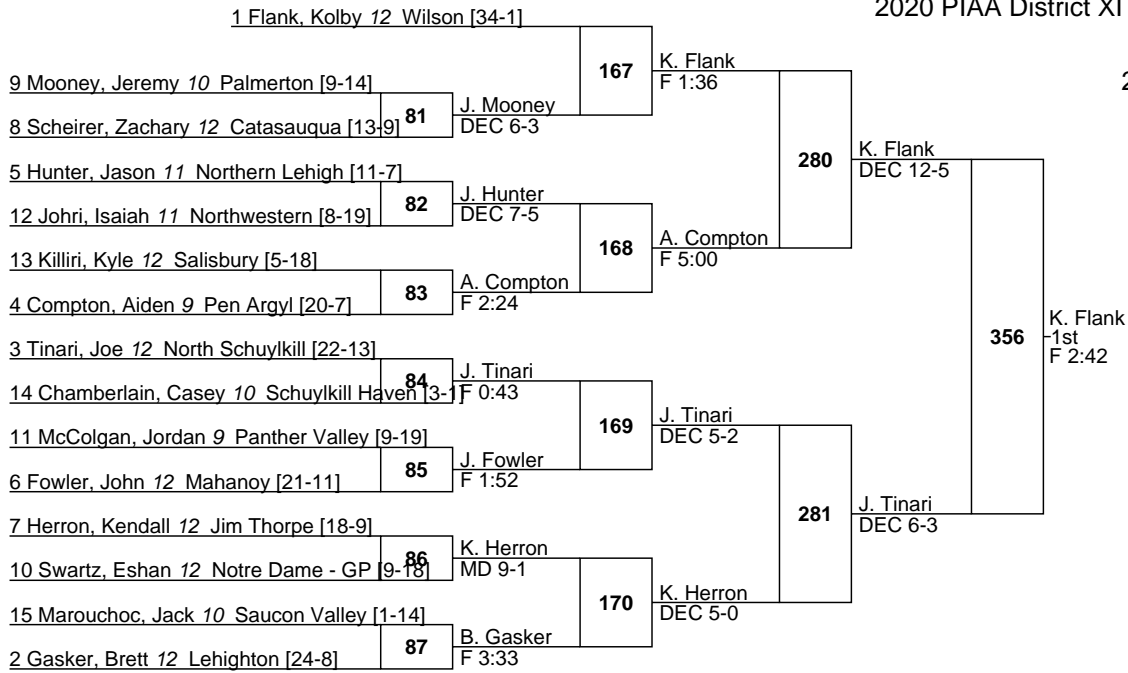 2020 PIAA District XI
2
1 Flank, Kolby 12 Wilson [34-1]
9 Mooney, Jeremy 10 Palmerton [9-14]
8 Scheirer, Zachary 12 Catasauqua [13-9]
5 Hunter, Jason 11 Northern Lehigh [11-7]
12 Johri, Isaiah 11 Northwestern [8-19]
13 Killiri, Kyle 12 Salisbury [5-18]
4 Compton, Aiden 9 Pen Argyl [20-7]
3 Tinari, Joe 12 North Schuylkill [22-13]
14 Chamberlain, Casey 10 Schuylkill Haven [3-1
11 McColgan, Jordan 9 Panther Valley [9-19]
6 Fowler, John 12 Mahanoy [21-11]
7 Herron, Kendall 12 Jim Thorpe [18-9]
10 Swartz, Eshan 12 Notre Dame - GP [9-18]
15 Marouchoc, Jack 10 Saucon Valley [1-14]
2 Gasker, Brett 12 Lehighton [24-8]
81
J. Mooney
DEC 6-3
82
J. Hunter
DEC 7-5
83
A. Compton
F 2:24
84
J. Tinari
F 0:43
85
J. Fowler
F 1:52
86
K. Herron
MD 9-1
87
B. Gasker
F 3:33
167
K. Flank
F 1:36
168
A. Compton
F 5:00
169
J. Tinari
DEC 5-2
170
K. Herron
DEC 5-0
280
K. Flank
DEC 12-5
281
J. Tinari
DEC 6-3
356
K. Flank
1st
F 2:42